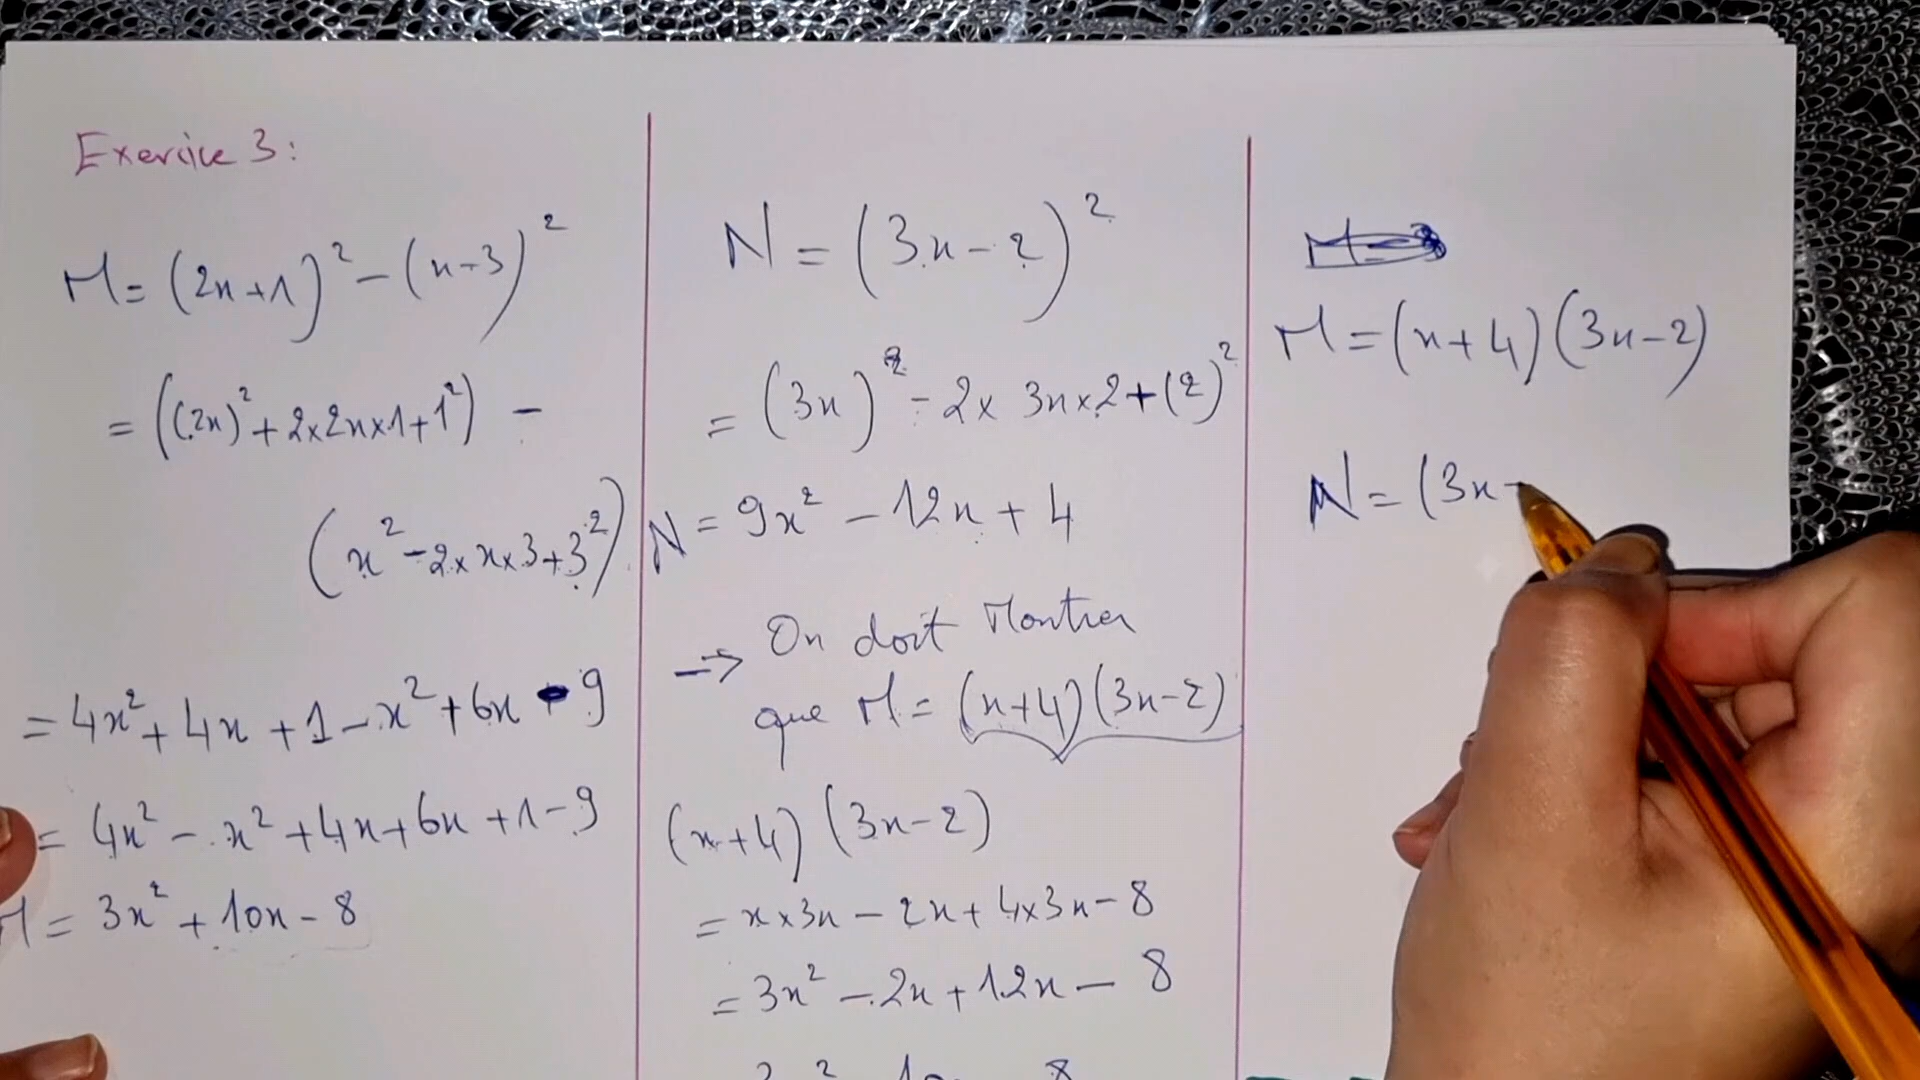 Exercice 3:
M = (2x+1)² - (x-3)²
= ((2x)² + 2×2x×1+1²) -
(x² - 2×x×3+3²)
= 4x² + 4x + 1 - x² + 6x - 9
= 4x² - x² + 4x + 6x + 1 - 9
M = 3x² + 10x - 8
N = (3x - 2)²
= (3x)² - 2× 3x×2+(2)²
N = 9x² - 12x + 4
→ On doit Montrer
que M = (x+4)(3x-2)
(x+4)(3x-2)
= x×3x - 2x + 4×3x - 8
= 3x² - 2x + 12x - 8
M = (x+4)(3x-2)
N = (3x -